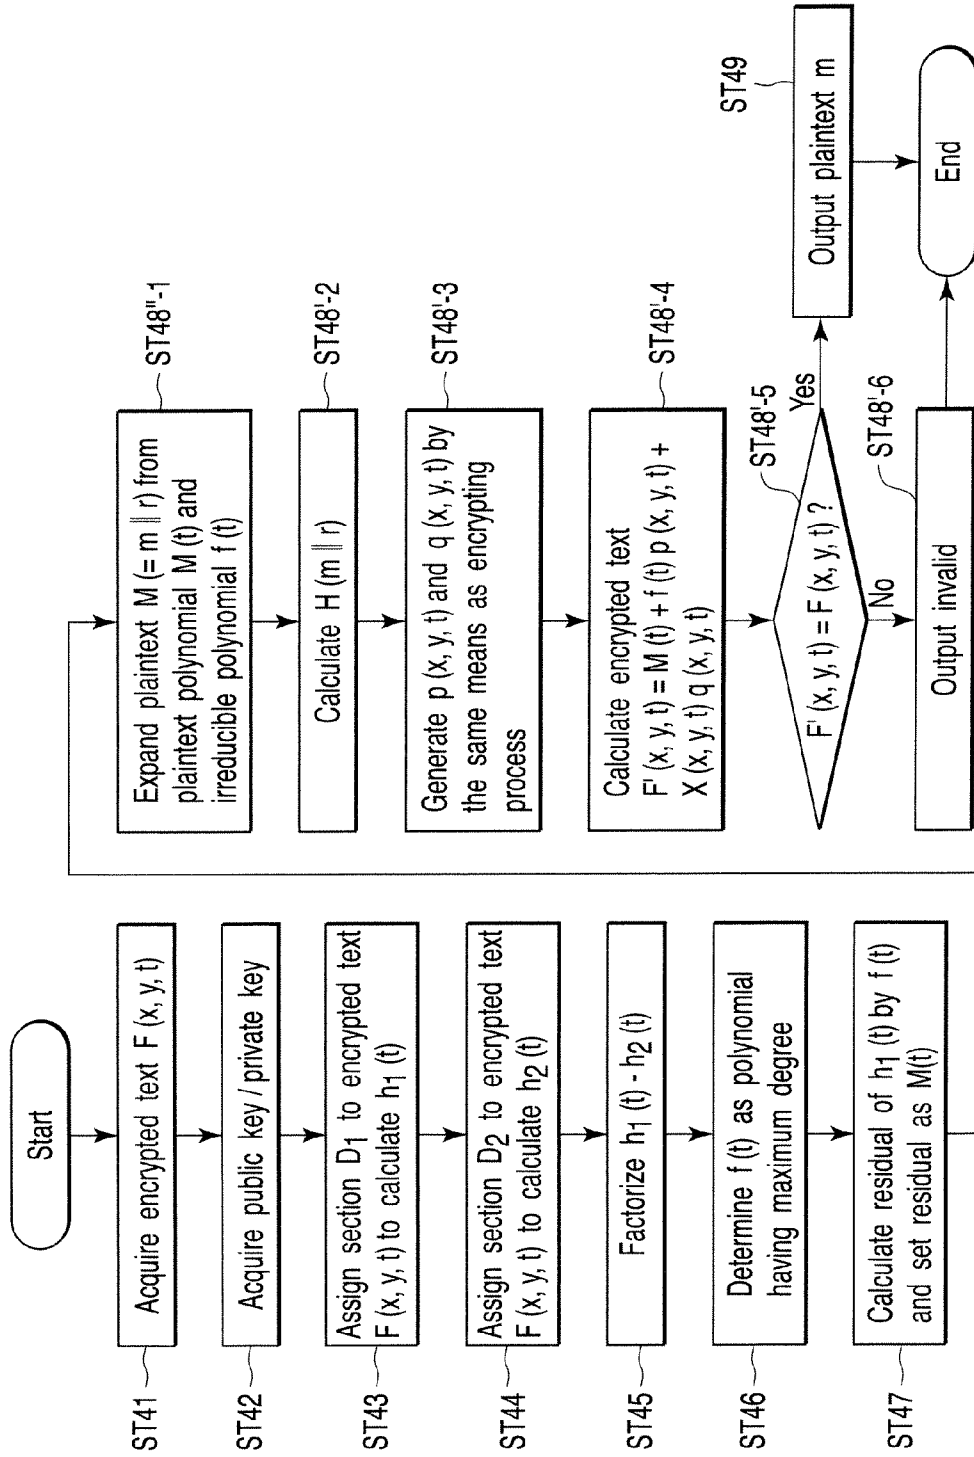 Start
ST41
Acquire encrypted text F (x, y, t)
ST42
Acquire public key / private key
ST43
Assign section D1 to encrypted text
F (x, y, t) to calculate h1 (t)
ST44
Assign section D2 to encrypted text
F (x, y, t) to calculate h2 (t)
ST45
Factorize h1 (t) - h2 (t)
ST46
Determine f (t) as polynomial
having maximum degree
ST47
Calculate residual of h1 (t) by f (t)
and set residual as M(t)
ST48"-1
Expand plaintext M (= m || r) from
plaintext polynomial M (t) and
irreducible polynomial f (t)
ST48'-2
Calculate H (m || r)
ST48'-3
Generate p (x, y, t) and q (x, y, t) by
the same means as encrypting
process
ST48'-4
Calculate encrypted text
F' (x, y, t) = M (t) + f (t) p (x, y, t) +
X (x, y, t) q (x, y, t)
ST48'-5
F' (x, y, t) = F (x, y, t) ?
Yes
No
ST48'-6
Output invalid
ST49
Output plaintext m
End